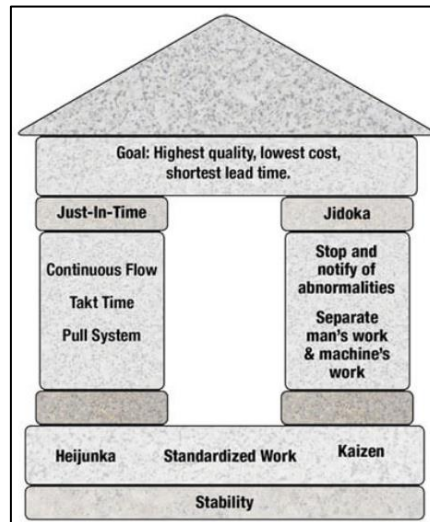 Goal: Highest quality, lowest cost,
shortest lead time.
Just-In-Time
Continuous Flow
Takt Time
Pull System
Jidoka
Stop and
notify of
abnormalities
Separate
man's work
& machine's
work
Heijunka Standardized Work Kaizen
Stability